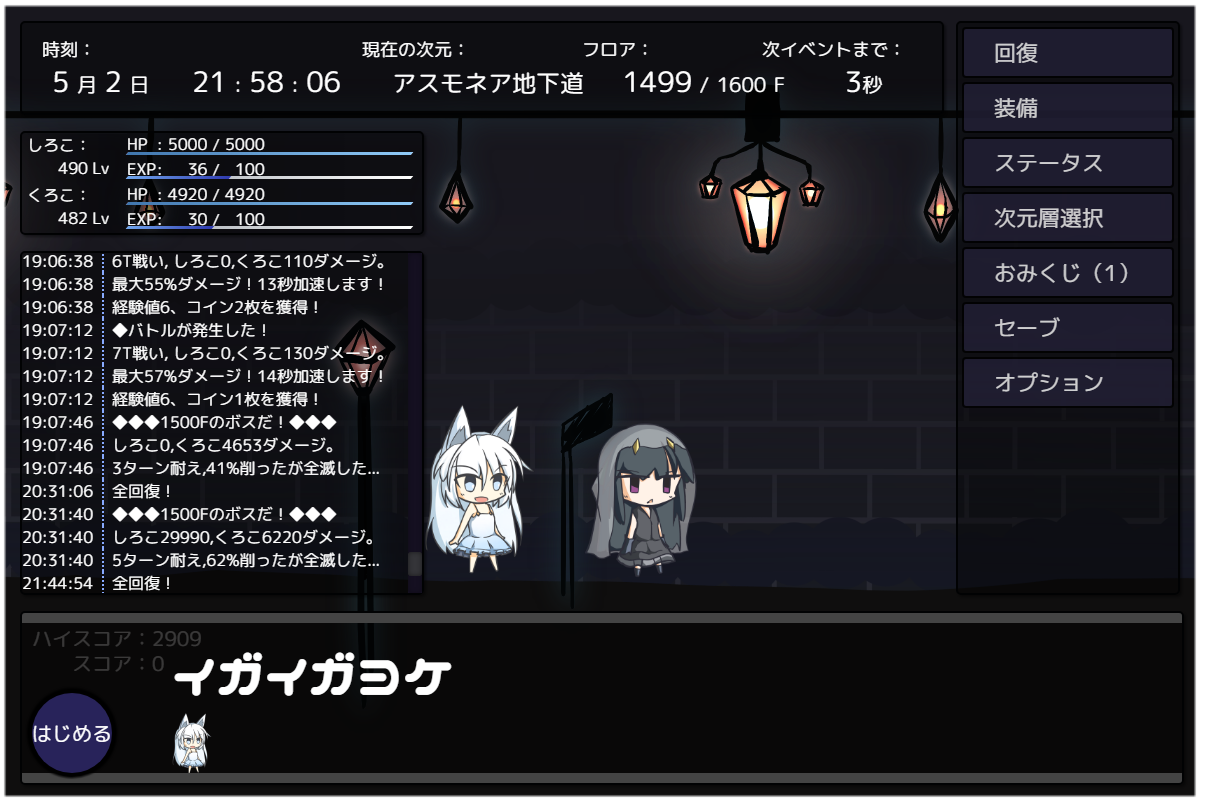 時刻： 現在の次元： フロア： 次イベントまで：
5 月 2 日 21 : 58 : 06 アスモネア地下道 1499 / 1600 F 3秒
回復
装備
ステータス
次元層選択
おみくじ（1）
セーブ
オプション
しろこ： HP : 5000 / 5000
490 Lv EXP: 36 / 100
くろこ： HP : 4920 / 4920
482 Lv EXP: 30 / 100
19:06:38 6T戦い, しろこ0,くろこ110ダメージ。
19:06:38 最大55%ダメージ！13秒加速します！
19:06:38 経験値6、コイン2枚を獲得！
19:07:12 ◆バトルが発生した！
19:07:12 7T戦い, しろこ0,くろこ130ダメージ。
19:07:12 最大57%ダメージ！14秒加速します！
19:07:12 経験値6、コイン1枚を獲得！
19:07:46 ◆◆◆1500Fのボスだ！◆◆◆
19:07:46 しろこ0,くろこ4653ダメージ。
19:07:46 3ターン耐え,41%削ったが全滅した...
20:31:06 全回復！
20:31:40 ◆◆◆1500Fのボスだ！◆◆◆
20:31:40 しろこ29990,くろこ6220ダメージ。
20:31:40 5ターン耐え,62%削ったが全滅した...
21:44:54 全回復！
ハイスコア：2909
スコア：0
イガイガヨケ
はじめる